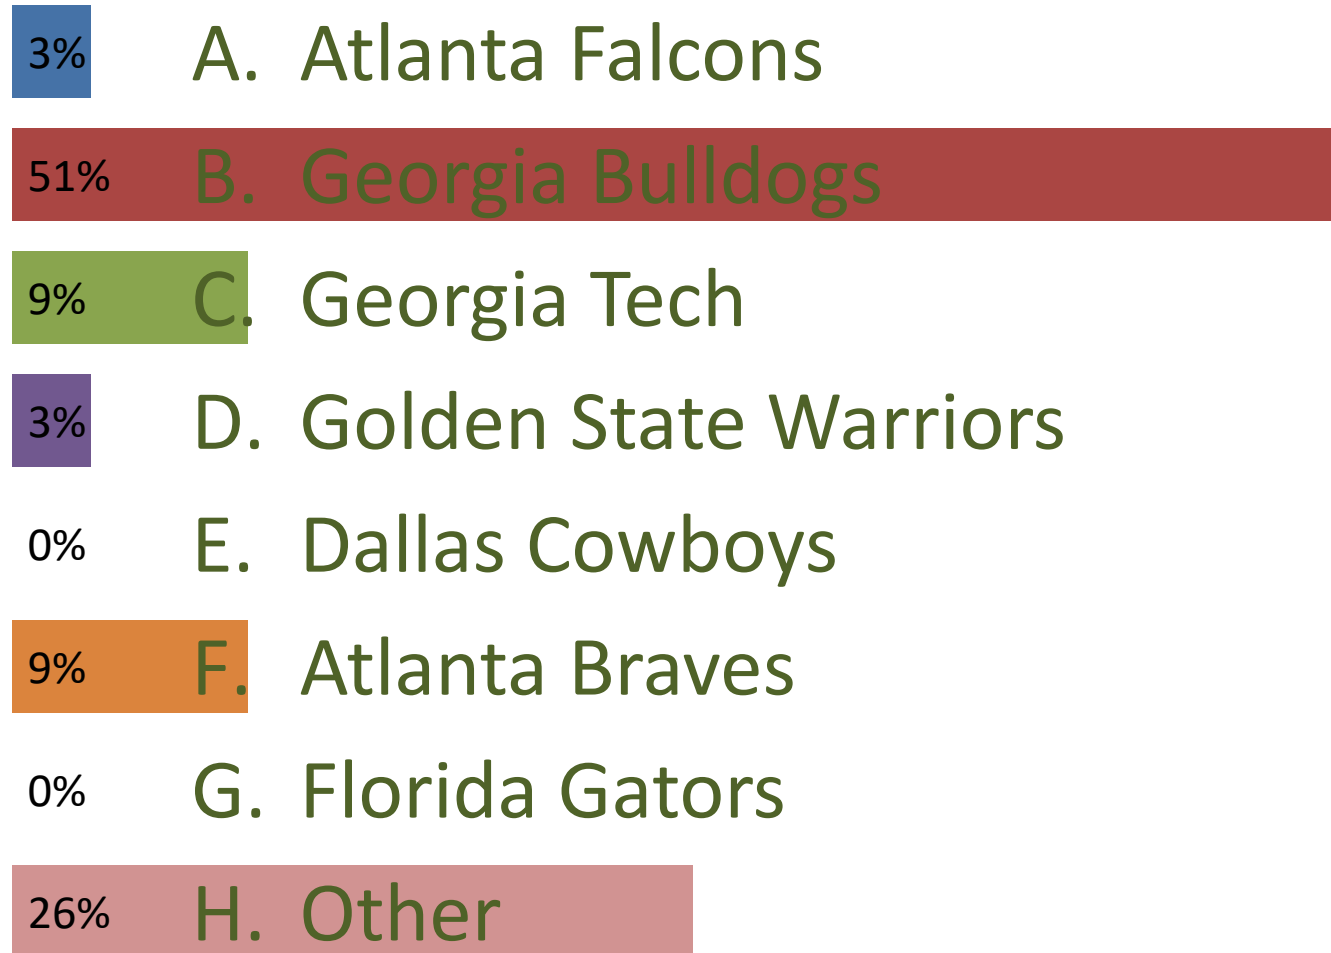 3% A. Atlanta Falcons
51% B. Georgia Bulldogs
9% C. Georgia Tech
3% D. Golden State Warriors
0% E. Dallas Cowboys
9% F. Atlanta Braves
0% G. Florida Gators
26% H. Other